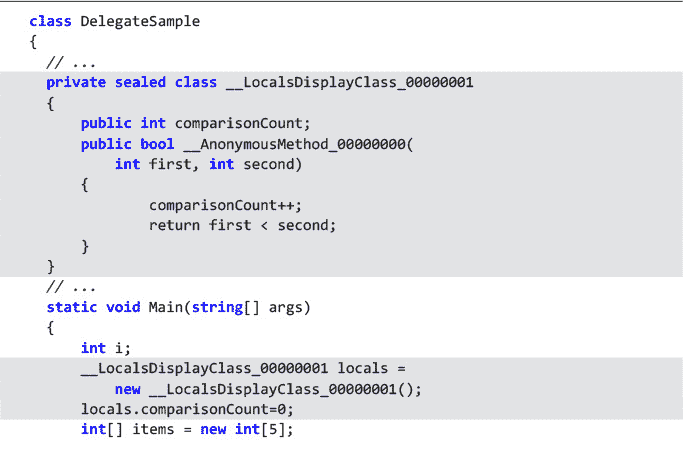 class DelegateSample
{
// ...
private sealed class __LocalsDisplayClass_00000001
{
public int comparisonCount;
public bool __AnonymousMethod_00000000(
int first, int second)
{
comparisonCount++;
return first < second;
}
}
// ...
static void Main(string[] args)
{
int i;
__LocalsDisplayClass_00000001 locals =
new __LocalsDisplayClass_00000001();
locals.comparisonCount=0;
int[] items = new int[5];